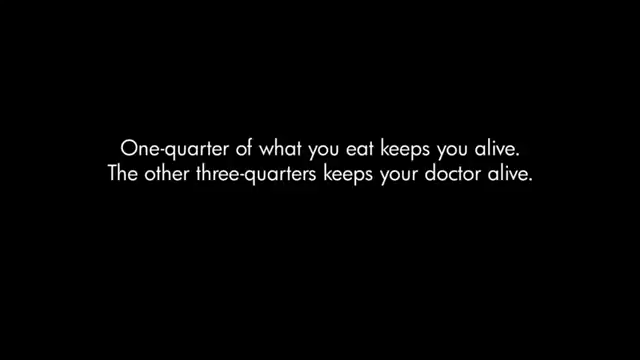 One-quarter of what you eat keeps you alive.
The other three-quarters keeps your doctor alive.